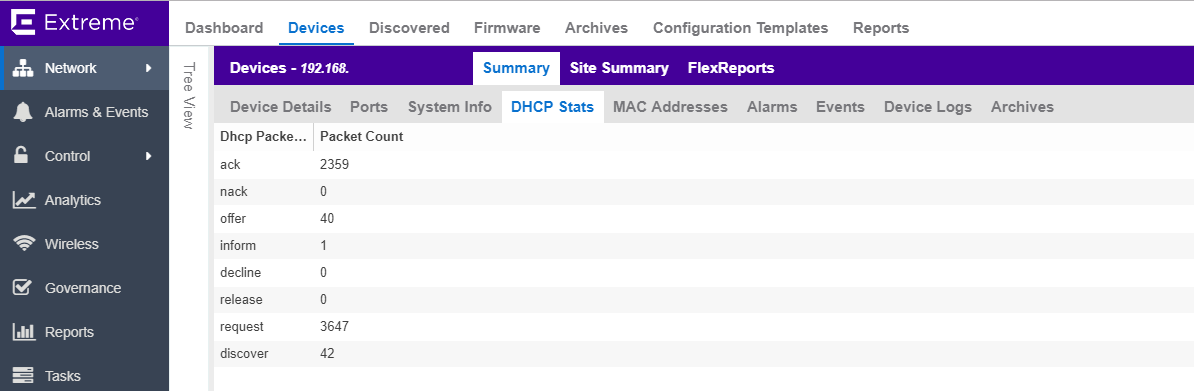 Extreme
Dashboard Devices Discovered Firmware Archives Configuration Templates Reports
Network
Alarms & Events
Control
Analytics
Wireless
Governance
Reports
Tasks
Tree View
Devices - 192.168. Summary Site Summary FlexReports
Device Details Ports System Info DHCP Stats MAC Addresses Alarms Events Device Logs Archives
Dhcp Packe... Packet Count
ack 2359
nack 0
offer 40
inform 1
decline 0
release 0
request 3647
discover 42